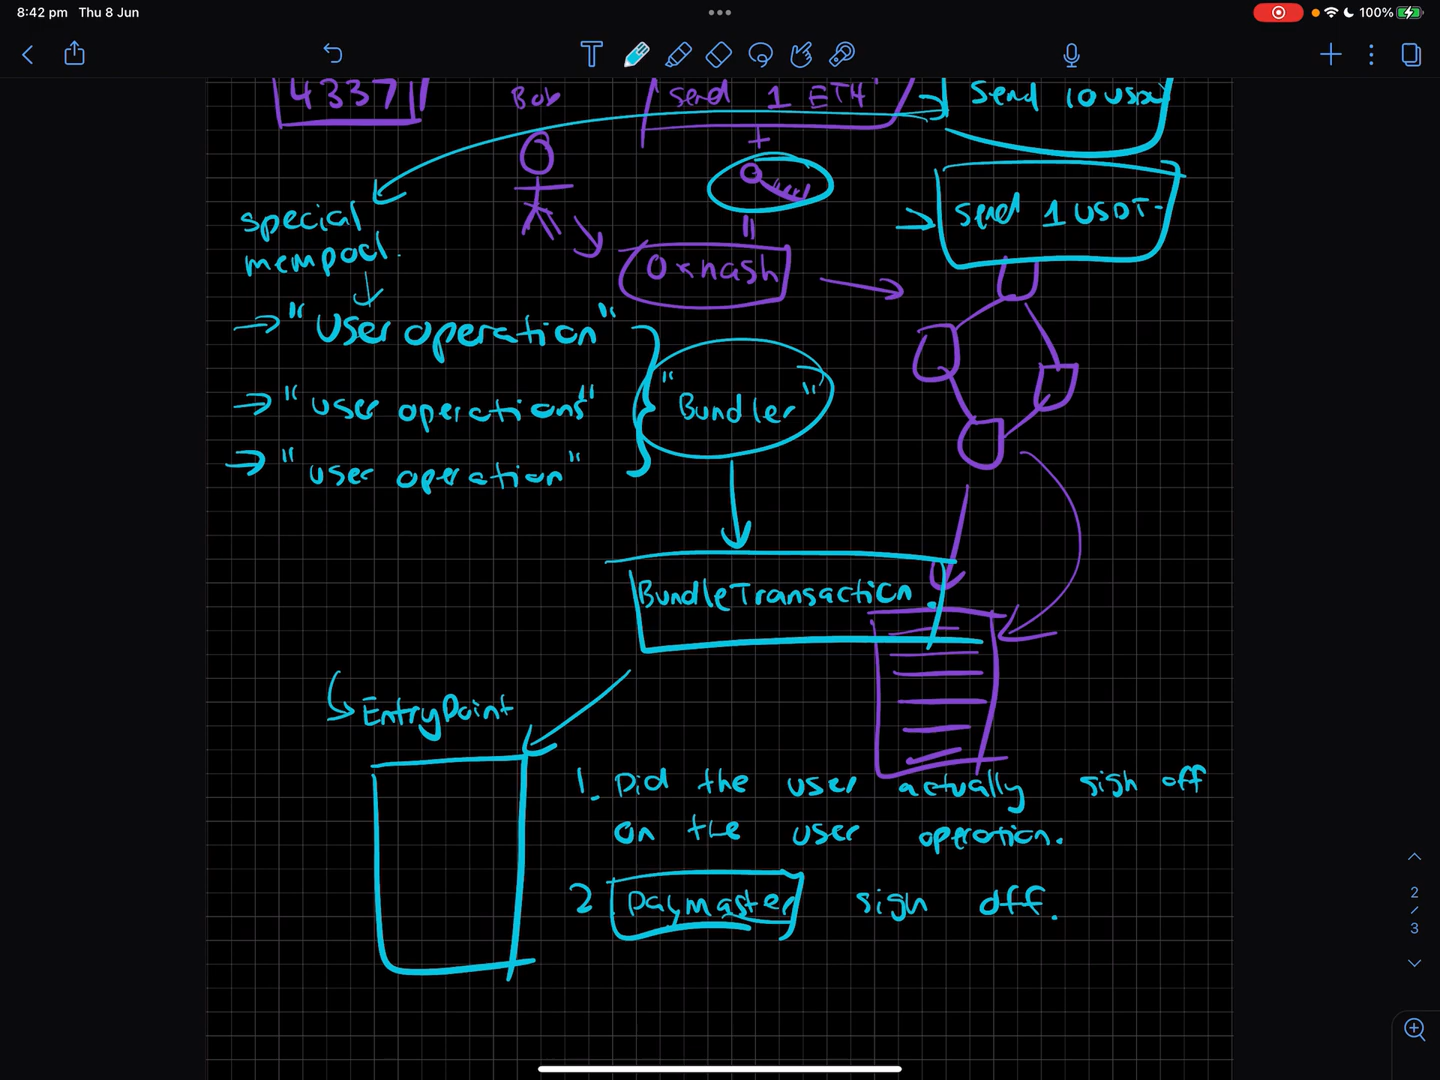 8:42 pm Thu 8 Jun
100%
4337
Bob
Send 1 ETH
Send 10 USDT
+
=
Send 1 USDT
special
mempool.
0xhash
"User operation"
"user operations"
"user operation"
"Bundler"
BundleTransaction.
EntryPoint
1. Did the user actually sign off
on the user operation.
2 paymaster sign off.
2
/
3